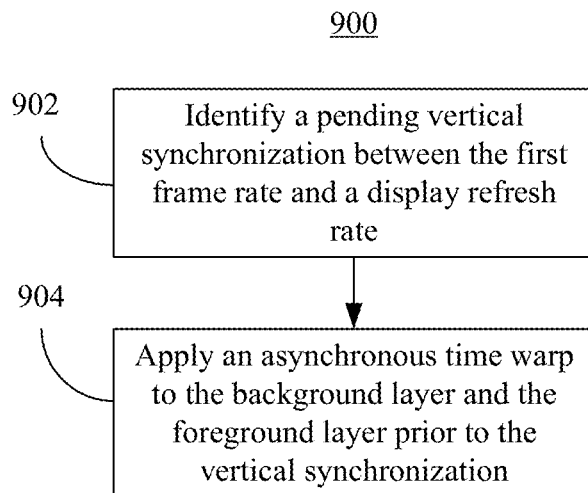 900
902
Identify a pending vertical
synchronization between the first
frame rate and a display refresh
rate
904
Apply an asynchronous time warp
to the background layer and the
foreground layer prior to the
vertical synchronization